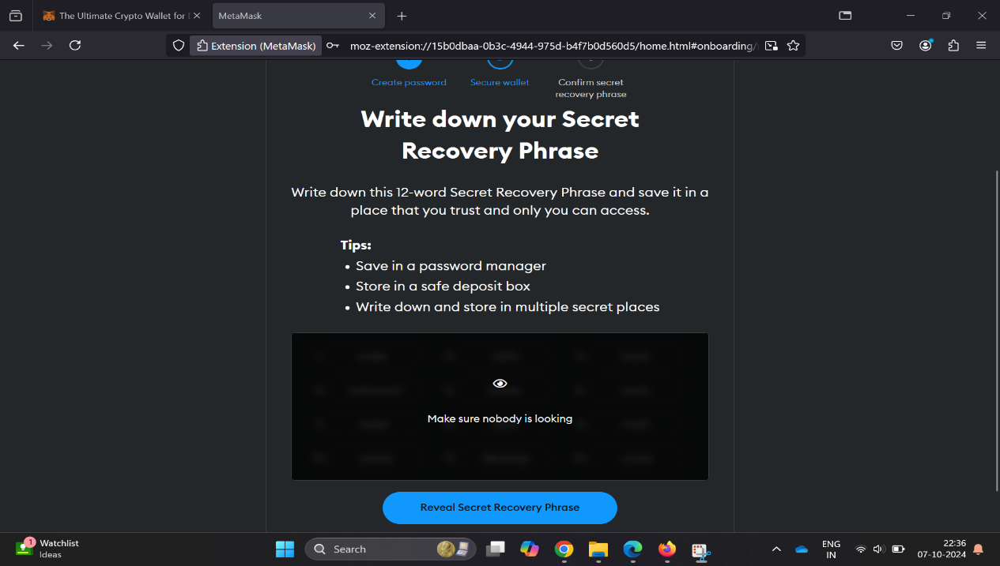 The Ultimate Crypto Wallet for
MetaMask
Extension (MetaMask)
moz-extension://15b0dbaa-0b3c-4944-975d-b4f7b0d560d5/home.html#onboarding/
Create password
Secure wallet
Confirm secret
recovery phrase
Write down your Secret
Recovery Phrase
Write down this 12-word Secret Recovery Phrase and save it in a
place that you trust and only you can access.
Tips:
• Save in a password manager
• Store in a safe deposit box
• Write down and store in multiple secret places
Make sure nobody is looking
Reveal Secret Recovery Phrase
1
Watchlist
Ideas
Search
ENG
IN
22:36
07-10-2024